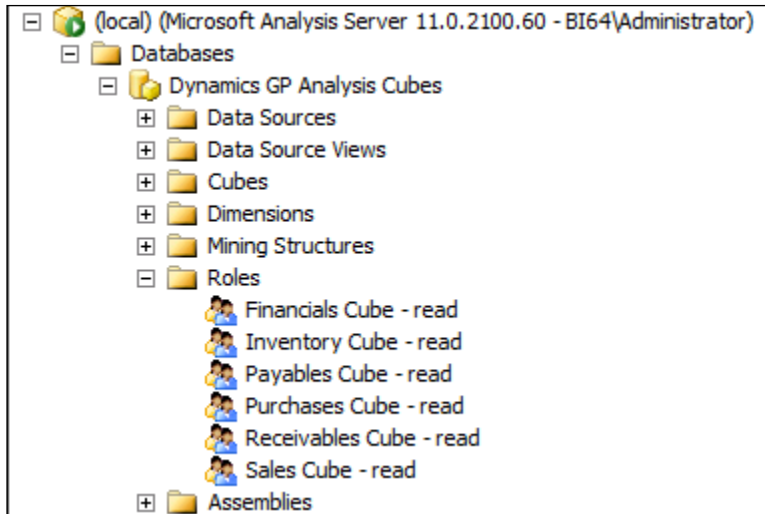 (local) (Microsoft Analysis Server 11.0.2100.60 - BI64\Administrator)
Databases
Dynamics GP Analysis Cubes
Data Sources
Data Source Views
Cubes
Dimensions
Mining Structures
Roles
Financials Cube - read
Inventory Cube - read
Payables Cube - read
Purchases Cube - read
Receivables Cube - read
Sales Cube - read
Assemblies